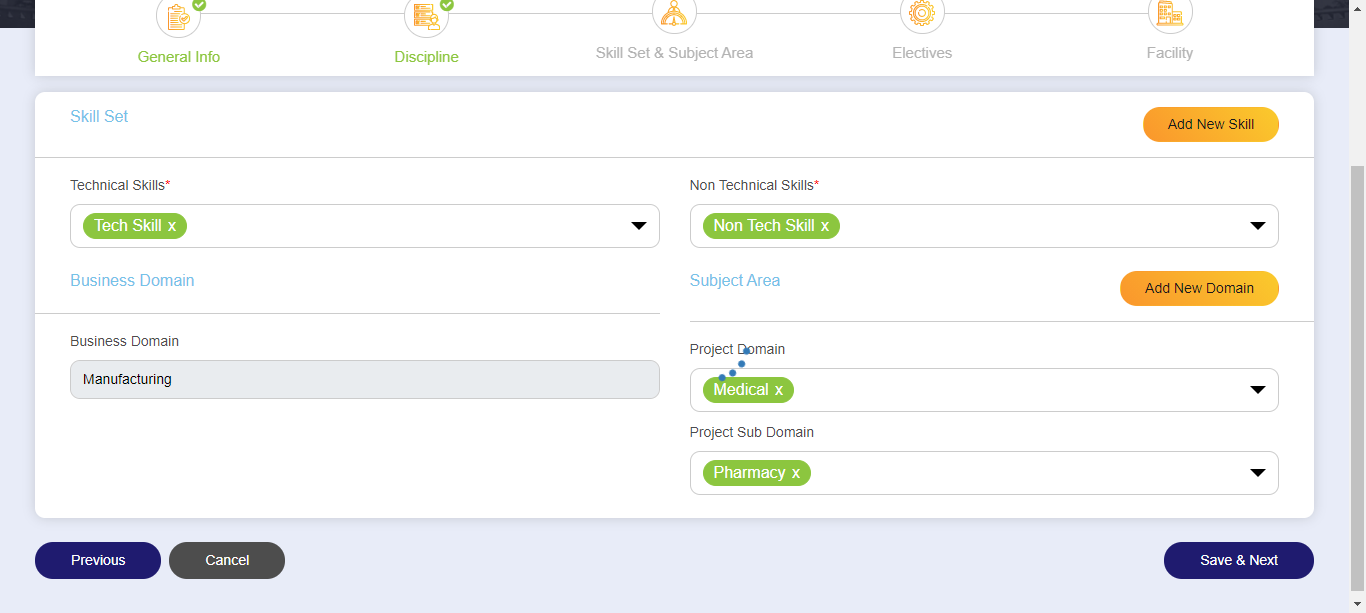 General Info
Discipline
Skill Set & Subject Area
Electives
Facility
Skill Set
Add New Skill
Technical Skills*
Non Technical Skills*
Tech Skill x
Non Tech Skill x
Business Domain
Subject Area
Add New Domain
Business Domain
Project Domain
Manufacturing
Medical x
Project Sub Domain
Pharmacy x
Previous
Cancel
Save & Next